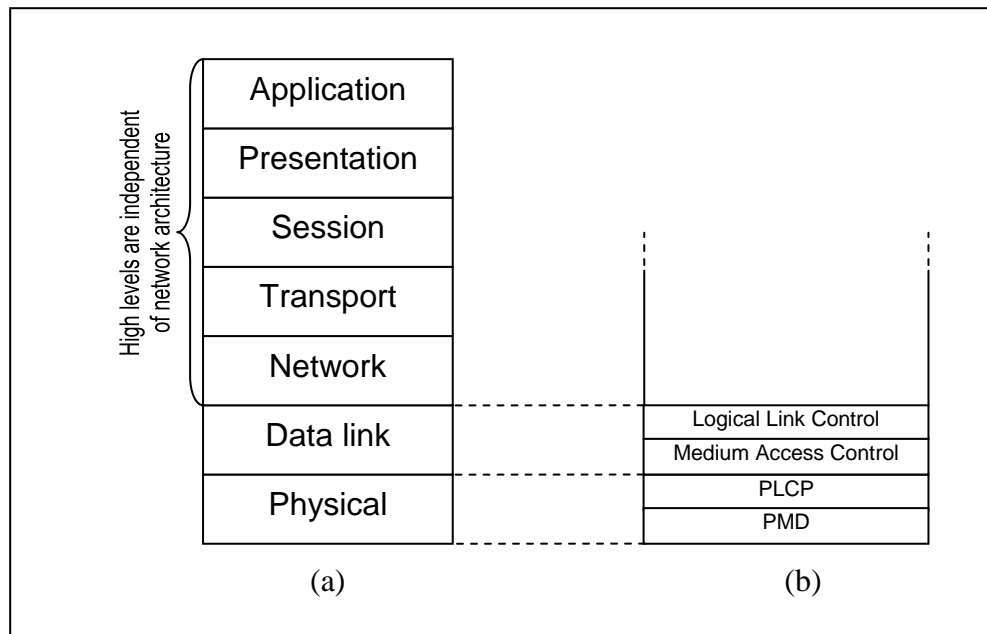 High levels are independent
of network architecture
Application
Presentation
Session
Transport
Network
Data link
Physical
Logical Link Control
Medium Access Control
PLCP
PMD
(a)
(b)